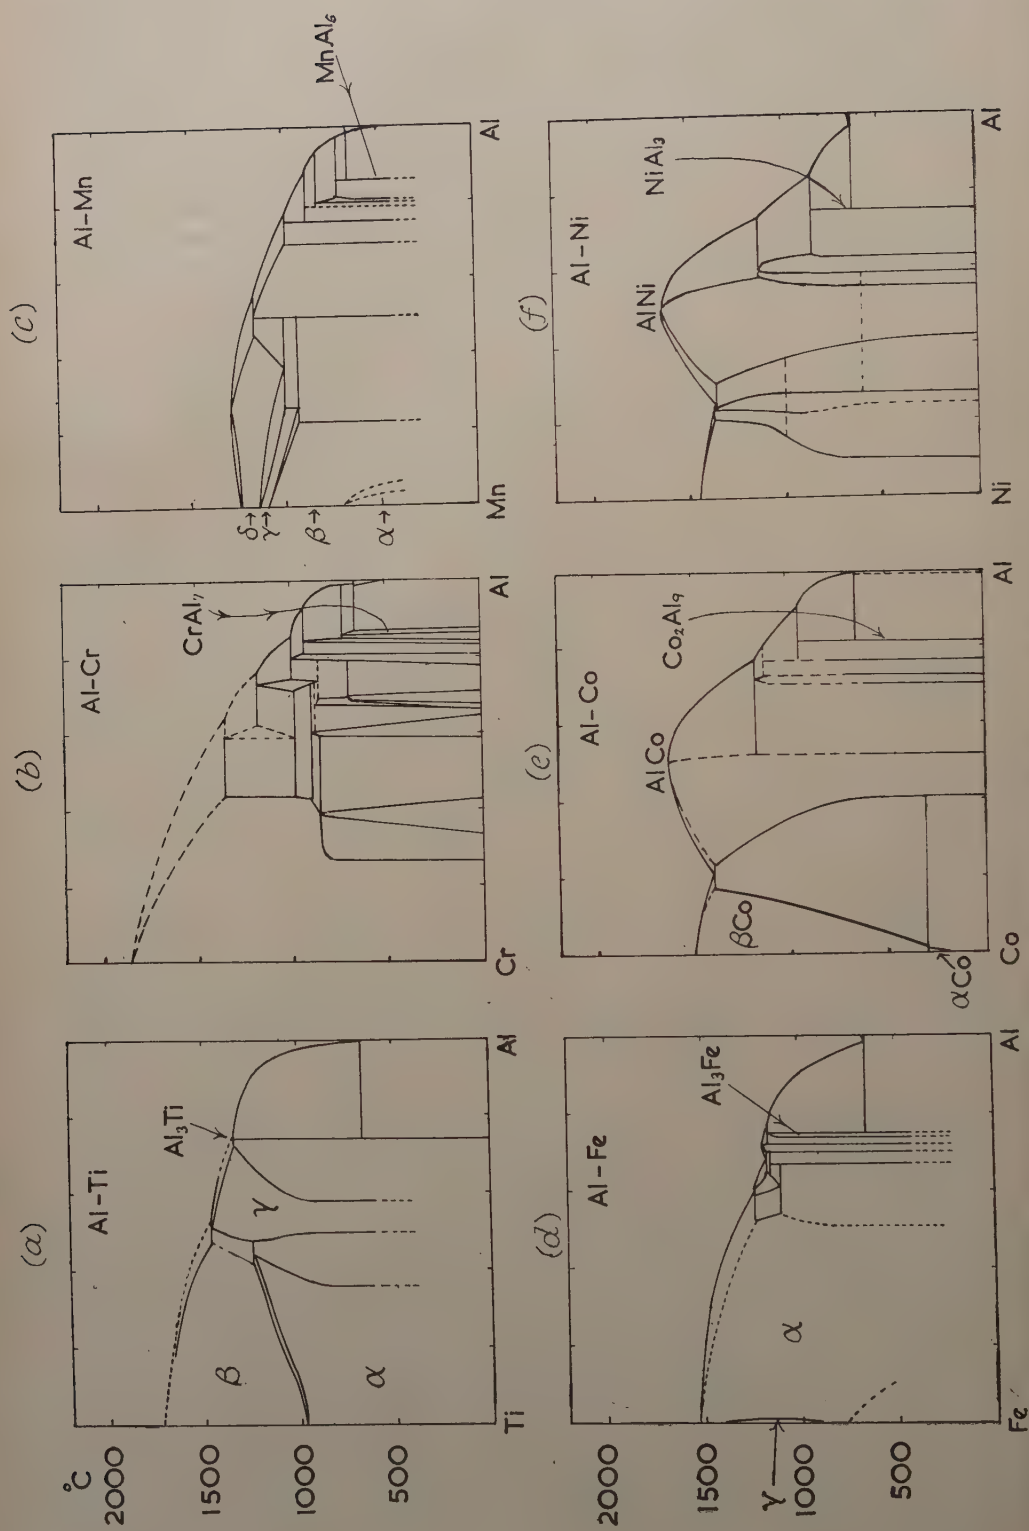 (a)
Al-Ti
°C
2000
1500
1000
500
Al₃Ti
β
γ
α
Ti
Al
(b)
Al-Cr
CrAl₇
Cr
Al
(c)
Al-Mn
MnAl₆
δ→
γ→
β→
α→
Mn
Al
(d)
Al-Fe
2000
1500
1000
500
Al₃Fe
γ
α
Fe
Al
(e)
Al-Co
AlCo
Co₂Al₉
βCo
αCo
Co
Al
(f)
Al-Ni
AlNi
NiAl₃
Ni
Al